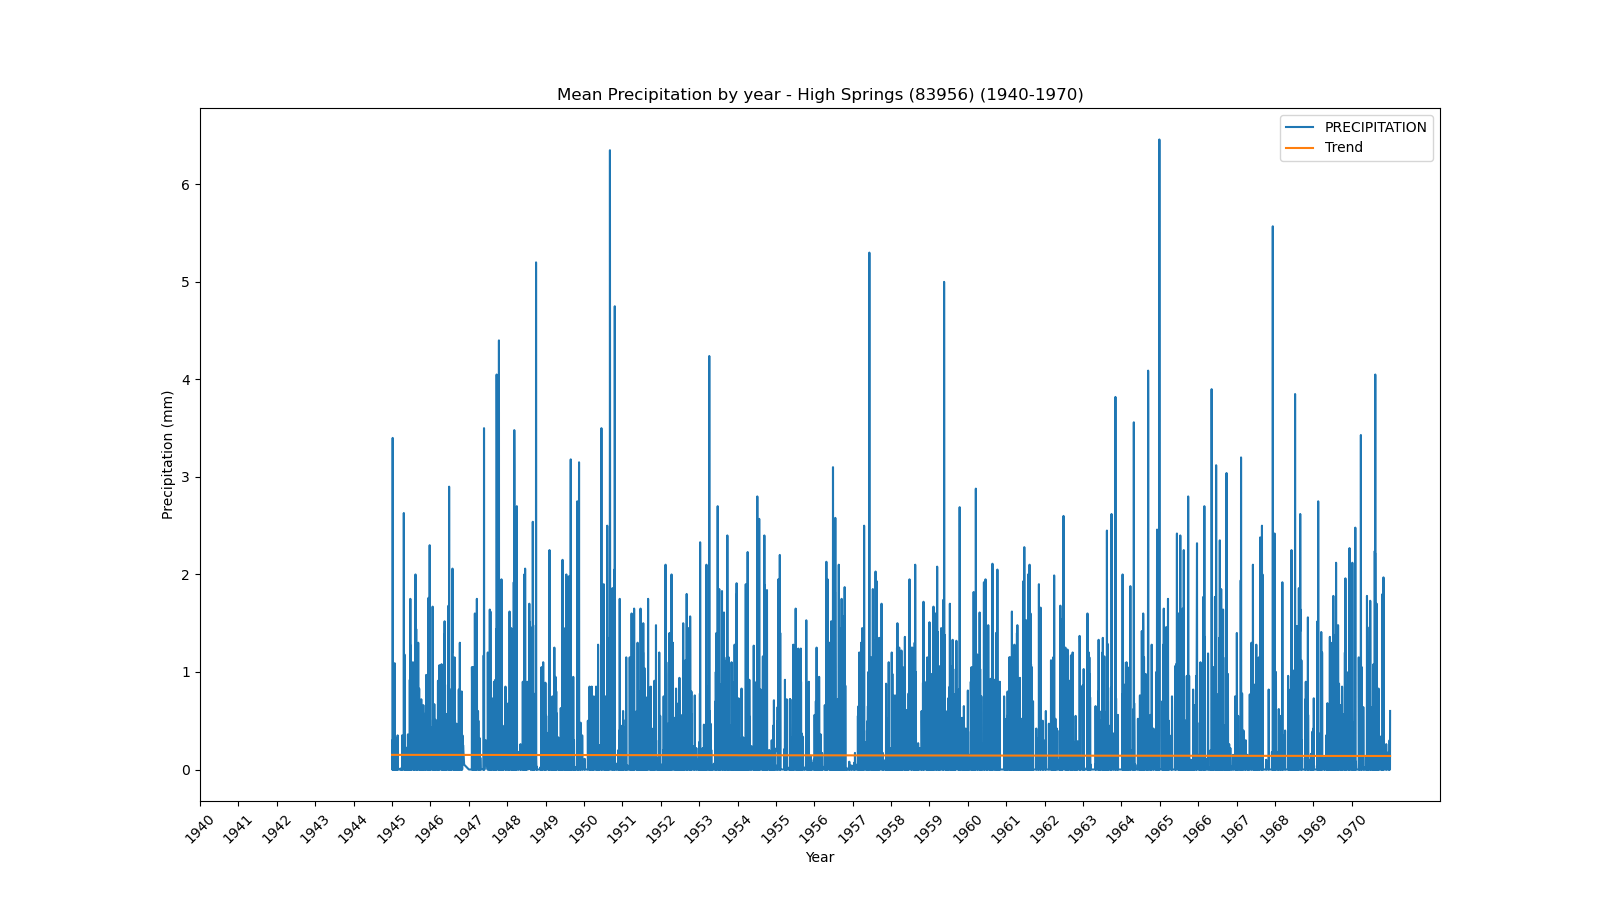 Mean Precipitation by year - High Springs (83956) (1940-1970)
PRECIPITATION
Trend
6
5
4
3
2
1
0
Precipitation (mm)
1940 1941 1942 1943 1944 1945 1946 1947 1948 1949 1950 1951 1952 1953 1954 1955 1956 1957 1958 1959 1960 1961 1962 1963 1964 1965 1966 1967 1968 1969 1970
Year